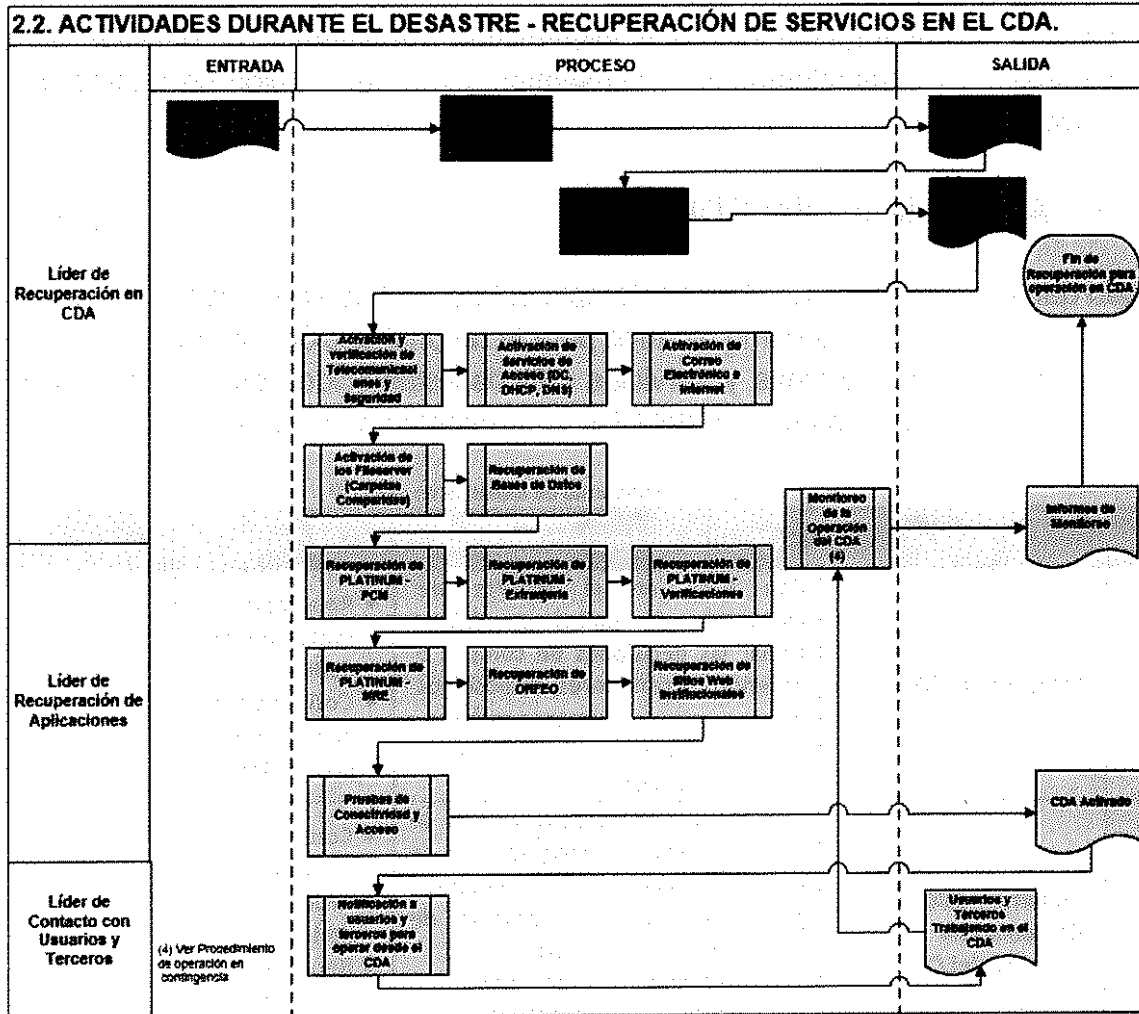 2.2. ACTIVIDADES DURANTE EL DESASTRE - RECUPERACIÓN DE SERVICIOS EN EL CDA.
ENTRADA
PROCESO
SALIDA
Líder de
Recuperación en
CDA
Fin de
Recuperación para
operación en CDA
Activación y
verificación de
Telecomunicaci
ones y
Seguridad
Activación de
Servicios de
Acceso (DC,
DHCP, DNS)
Activación de
Correo
Electrónico e
Internet
Activación de
los Fileserver
(Carpetas
Compartidas)
Recuperación de
Bases de Datos
Monitoreo
de la
Operación
del CDA
(4)
Informes de
Monitoreo
Líder de
Recuperación de
Aplicaciones
Recuperación de
PLATINUM -
PCM
Recuperación de
PLATINUM -
Extranjería
Recuperación de
PLATINUM -
Verificaciones
Recuperación de
PLATINUM -
Recuperación de
ORFEO
Recuperación de
Sitios Web
Institucionales
Pruebas de
Conectividad y
Acceso
CDA Activado
Líder de
Contacto con
Usuarios y
Terceros
(4) Ver Procedimiento
de operación en
contingencia
Notificación a
usuarios y
terceros para
operar desde el
CDA
Usuarios y
Terceros
Trabajando en el
CDA